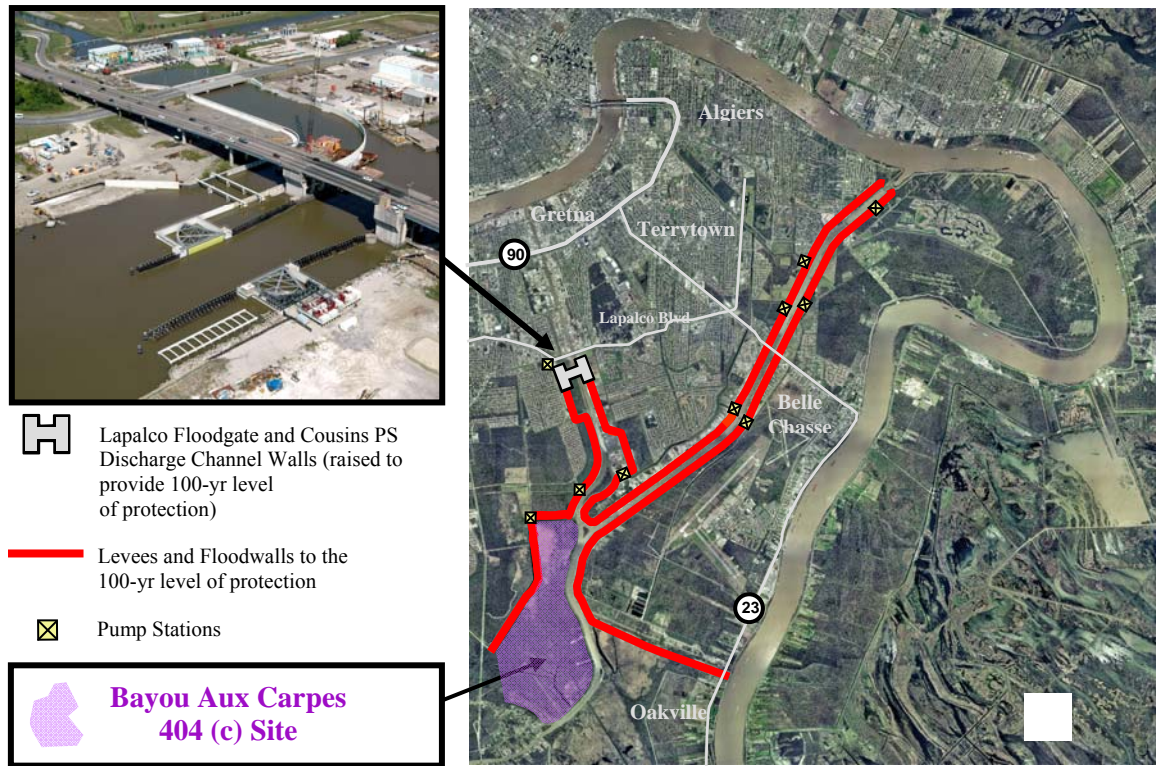 Lapalco Floodgate and Cousins PS
Discharge Channel Walls (raised to
provide 100-yr level
of protection)
Levees and Floodwalls to the
100-yr level of protection
Pump Stations
Bayou Aux Carpes
404 (c) Site
Algiers
Gretna
Terrytown
90
Lapalco Blvd
Belle
Chasse
23
Oakville